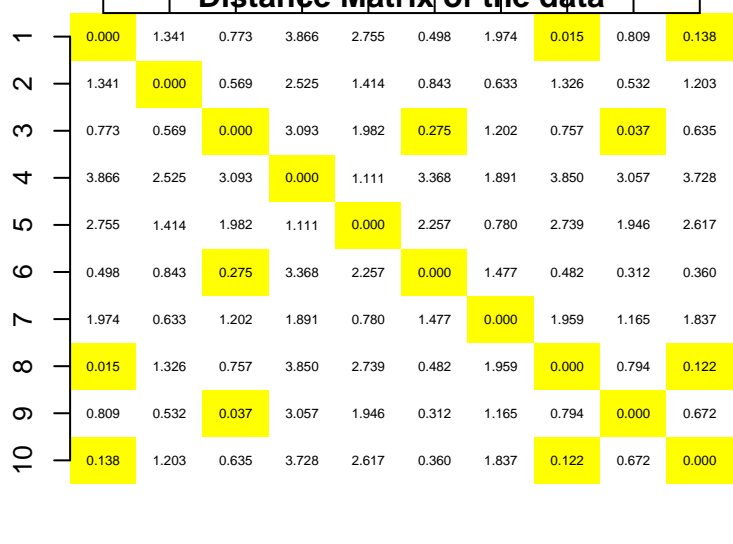 Distance Matrix of the data
1 0.000 1.341 0.773 3.866 2.755 0.498 1.974 0.015 0.809 0.138
2 1.341 0.000 0.569 2.525 1.414 0.843 0.633 1.326 0.532 1.203
3 0.773 0.569 0.000 3.093 1.982 0.275 1.202 0.757 0.037 0.635
4 3.866 2.525 3.093 0.000 1.111 3.368 1.891 3.850 3.057 3.728
5 2.755 1.414 1.982 1.111 0.000 2.257 0.780 2.739 1.946 2.617
6 0.498 0.843 0.275 3.368 2.257 0.000 1.477 0.482 0.312 0.360
7 1.974 0.633 1.202 1.891 0.780 1.477 0.000 1.959 1.165 1.837
8 0.015 1.326 0.757 3.850 2.739 0.482 1.959 0.000 0.794 0.122
9 0.809 0.532 0.037 3.057 1.946 0.312 1.165 0.794 0.000 0.672
10 0.138 1.203 0.635 3.728 2.617 0.360 1.837 0.122 0.672 0.000